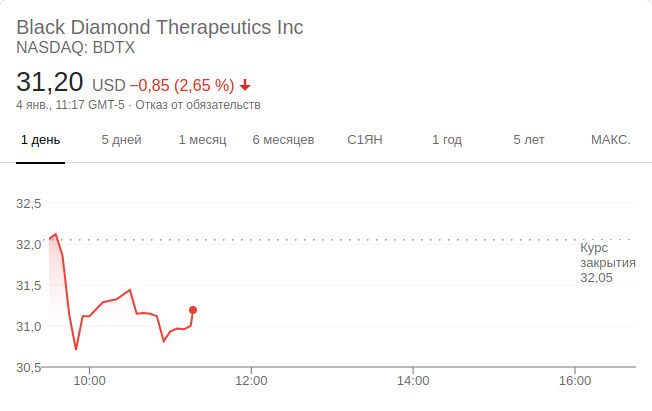 Black Diamond Therapeutics Inc
NASDAQ: BDTX
31,20 USD −0,85 (2,65 %)
4 янв., 11:17 GMT-5 · Отказ от обязательств
1 день 5 дней 1 месяц 6 месяцев С1ЯН 1 год 5 лет МАКС.
32,5
32,0
31,5
31,0
30,5
Курс
закрытия
32,05
10:00 12:00 14:00 16:00